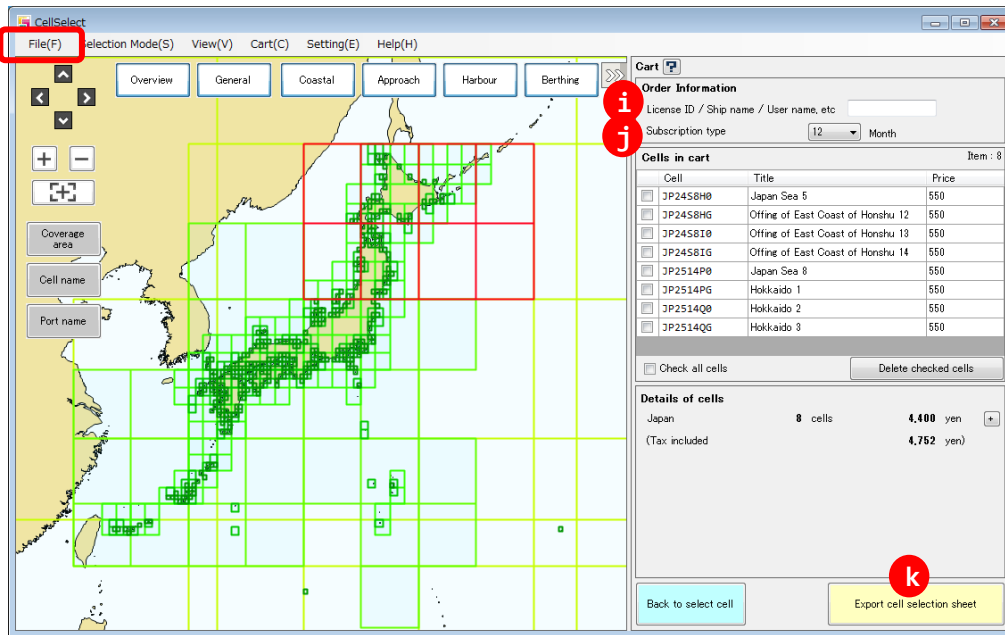 CellSelect
File(F) Selection Mode(S) View(V) Cart(C) Setting(E) Help(H)
Overview General Coastal Approach Harbour Berthing
Coverage area
Cell name
Port name
Cart ?
Order Information
i License ID / Ship name / User name, etc
j Subscription type 12 Month
Cells in cart Item : 8
Cell Title Price
JP24S8H0 Japan Sea 5 550
JP24S8HG Offing of East Coast of Honshu 12 550
JP24S8I0 Offing of East Coast of Honshu 13 550
JP24S8IG Offing of East Coast of Honshu 14 550
JP2514P0 Japan Sea 8 550
JP2514PG Hokkaido 1 550
JP2514Q0 Hokkaido 2 550
JP2514QG Hokkaido 3 550
Check all cells Delete checked cells
Details of cells
Japan 8 cells 4,400 yen +
(Tax included 4,752 yen)
k
Back to select cell Export cell selection sheet